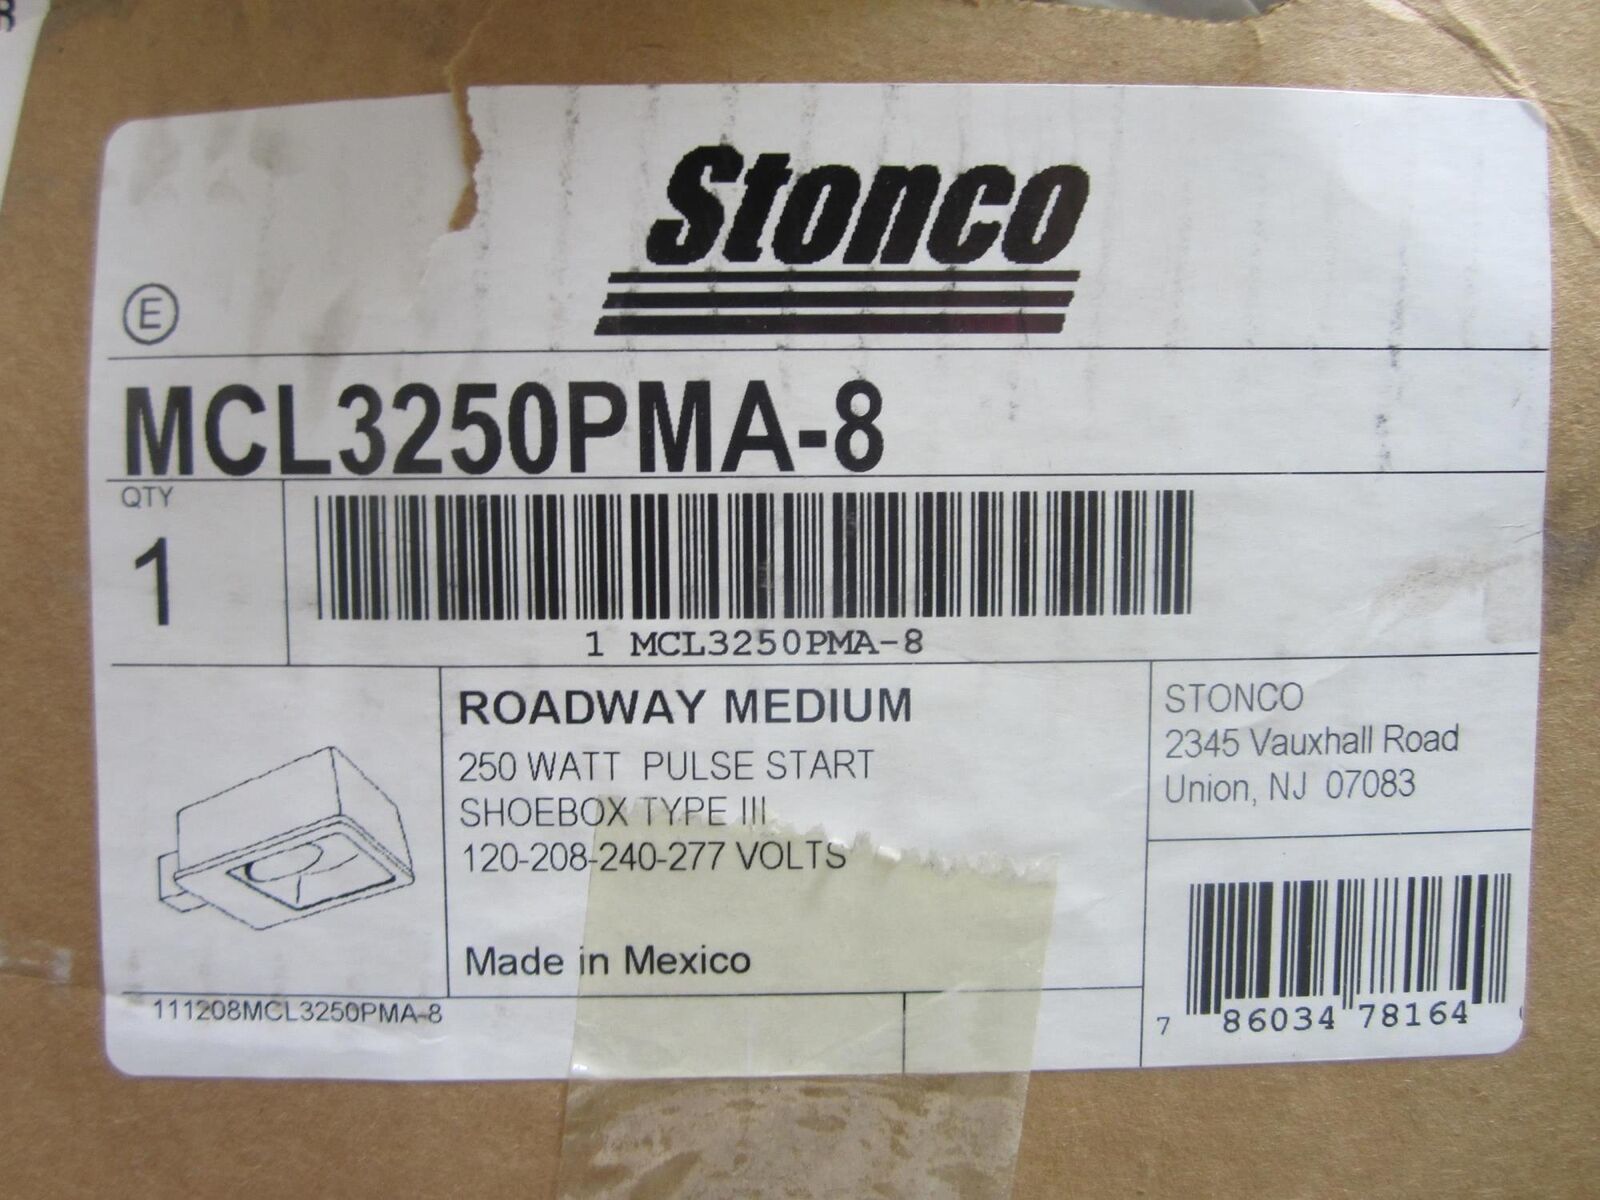 Stonco
E
MCL3250PMA-8
QTY
1
1 MCL3250PMA-8
ROADWAY MEDIUM
250 WATT PULSE START
SHOEBOX TYPE III
120-208-240-277 VOLTS
Made in Mexico
STONCO
2345 Vauxhall Road
Union, NJ 07083
7 86034 78164
111208MCL3250PMA-8